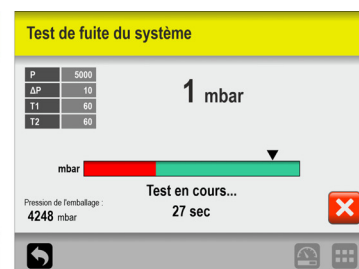 Test de fuite du système
P 5000
ΔP 10
T1 60
T2 60
1 mbar
mbar
Test en cours...
27 sec
Pression de l'emballage :
4248 mbar